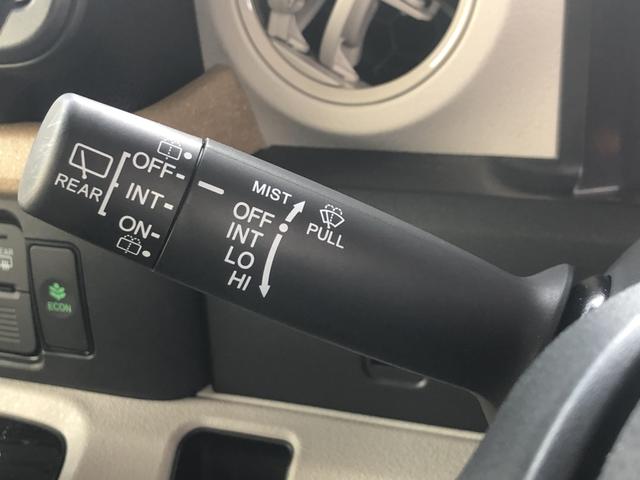 REAR
OFF
INT
ON
MIST
OFF
INT
LO
HI
PULL
ECON